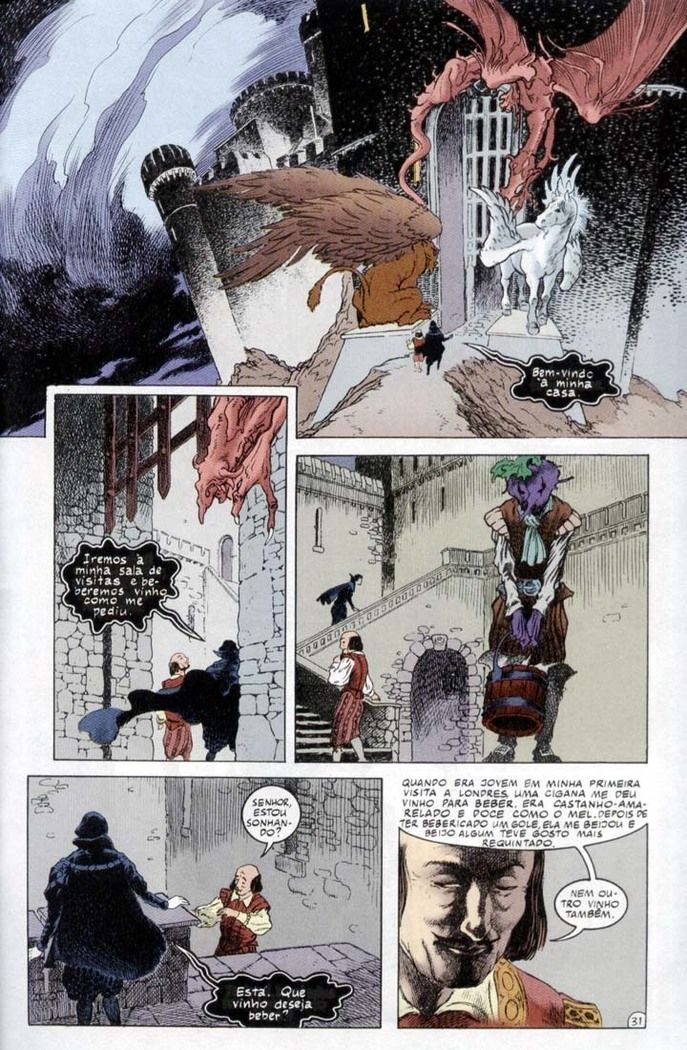 Bem-vindo
à minha
casa.
Iremos à
minha sala de
visitas e be-
beremos vinho,
como me
pediu.
SENHOR,
ESTOU
SONHAN-
DO?
Está. Que
vinho deseja
beber?
QUANDO ERA JOVEM EM MINHA PRIMEIRA
VISITA A LONDRES, UMA CIGANA ME DEU
VINHO PARA BEBER. ERA CASTANHO-AMA-
RELADO E DOCE COMO O MEL. DEPOIS DE
TER BEBERICADO UM GOLE, ELA ME BEIJOU E
BEIJO ALGUM TEVE GOSTO MAIS
REQUINTADO.
NEM OU-
TRO VINHO
TAMBÉM.
31